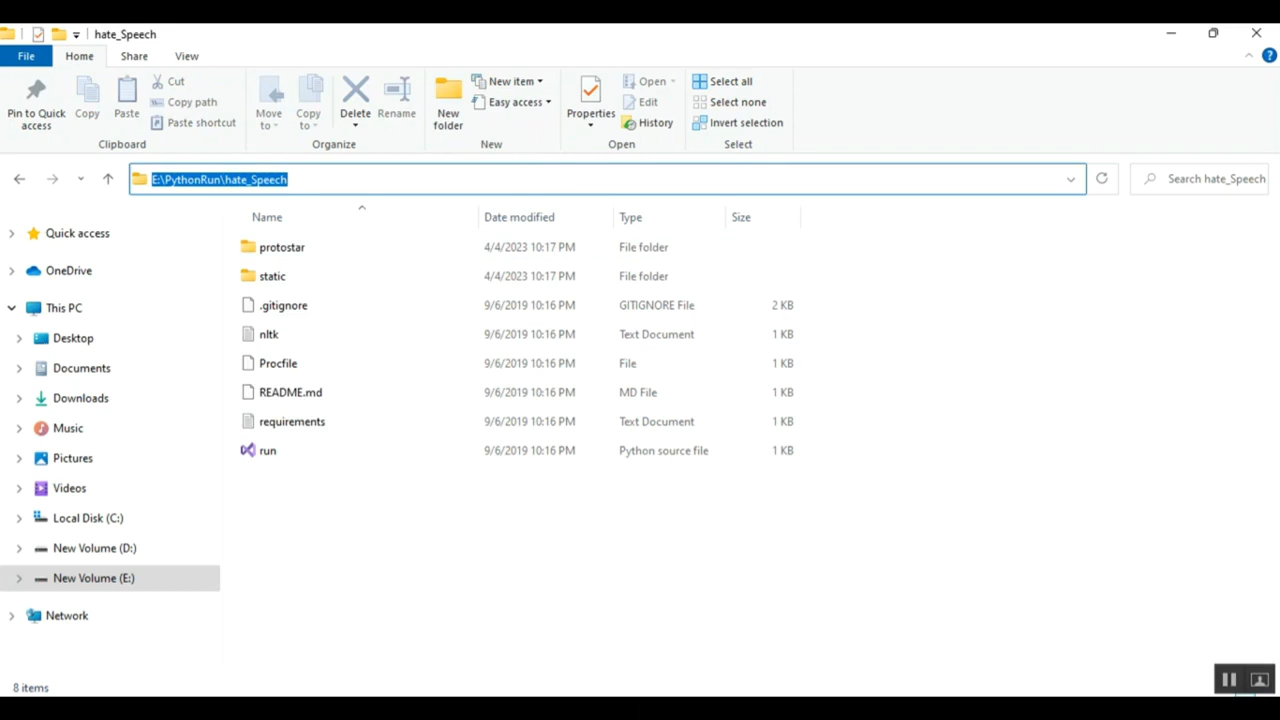 hate_Speech
File Home Share View
Pin to Quick access
Copy
Paste
Cut
Copy path
Paste shortcut
Clipboard
Move to
Copy to
Delete
Rename
Organize
New folder
New item
Easy access
New
Properties
Open
Edit
History
Open
Select all
Select none
Invert selection
Select
E:\PythonRun\hate_Speech
Search hate_Speech
Quick access
OneDrive
This PC
Desktop
Documents
Downloads
Music
Pictures
Videos
Local Disk (C:)
New Volume (D:)
New Volume (E:)
Network
Name Date modified Type Size
protostar 4/4/2023 10:17 PM File folder
static 4/4/2023 10:17 PM File folder
.gitignore 9/6/2019 10:16 PM GITIGNORE File 2 KB
nltk 9/6/2019 10:16 PM Text Document 1 KB
Procfile 9/6/2019 10:16 PM File 1 KB
README.md 9/6/2019 10:16 PM MD File 1 KB
requirements 9/6/2019 10:16 PM Text Document 1 KB
run 9/6/2019 10:16 PM Python source file 1 KB
8 items